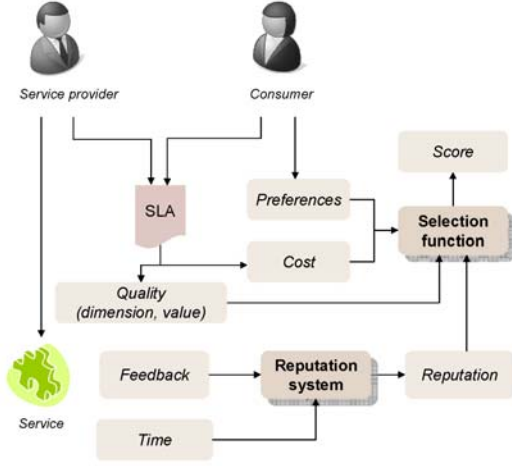 Service provider
Consumer
Score
SLA
Preferences
Selection
function
Cost
Quality
(dimension, value)
Feedback
Reputation
system
Reputation
Service
Time